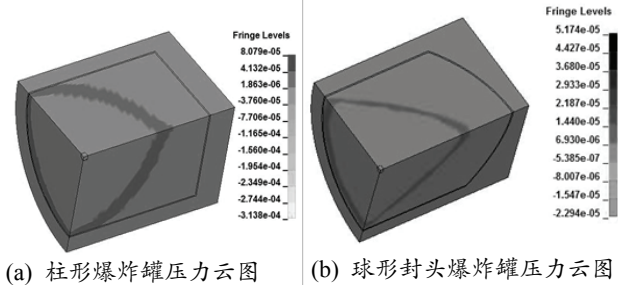 Fringe Levels
8.079e-05
4.132e-05
1.863e-06
-3.760e-05
-7.706e-05
-1.165e-04
-1.560e-04
-1.954e-04
-2.349e-04
-2.744e-04
-3.138e-04
(a) 柱形爆炸罐压力云图
Fringe Levels
5.174e-05
4.427e-05
3.680e-05
2.933e-05
2.187e-05
1.440e-05
6.930e-06
-5.385e-07
-8.007e-06
-1.547e-05
-2.294e-05
(b) 球形封头爆炸罐压力云图